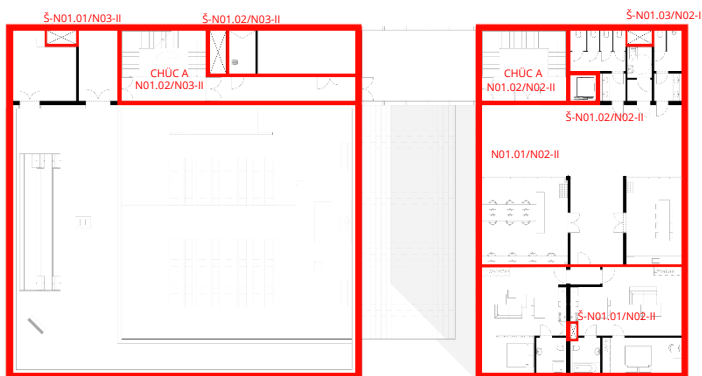 Š-N01.01/N03-II
Š-N01.02/N03-II
Š-N01.03/N02-I
CHÚC A
N01.02/N03-II
CHÚC A
N01.02/N02-II
Š-N01.02/N02-II
N01.01/N02-II
Š-N01.01/N02-II